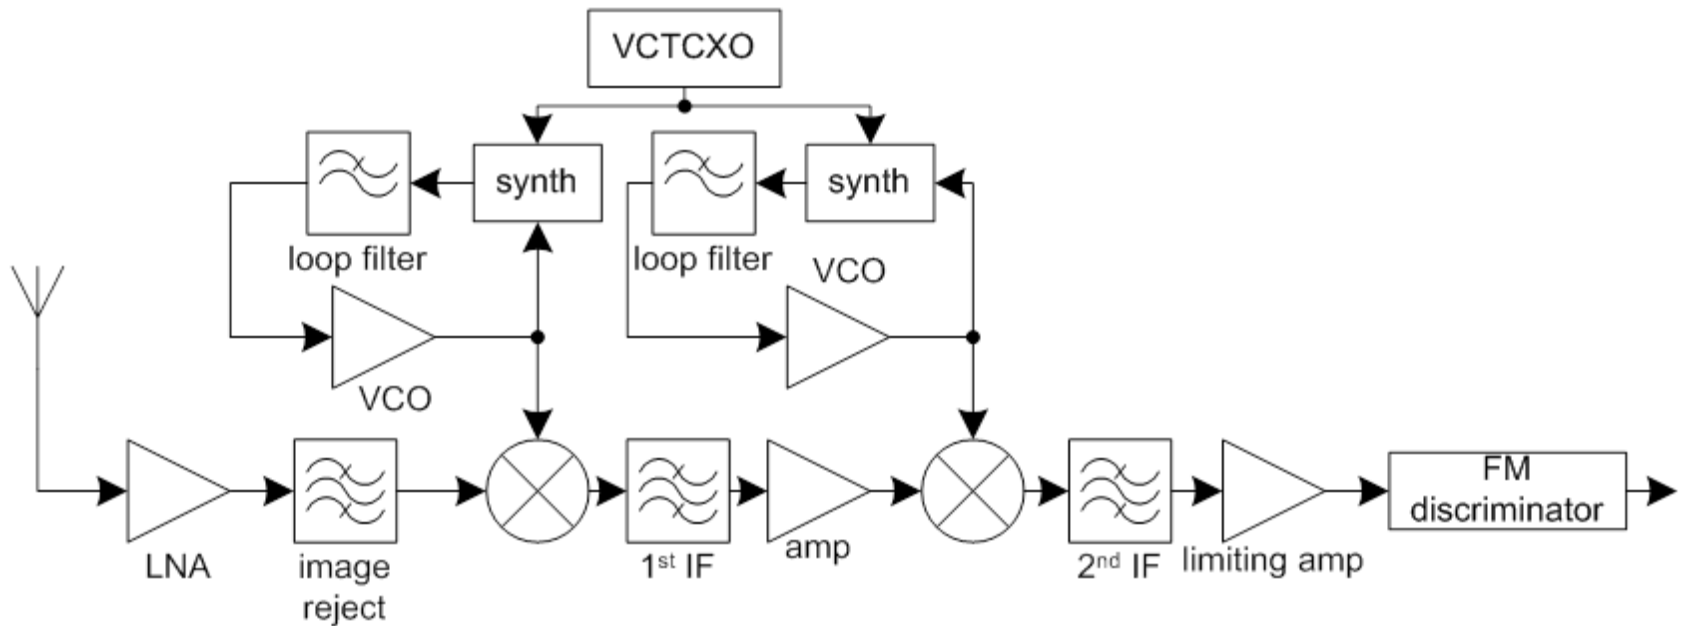 VCTCXO
synth
synth
loop filter
loop filter
VCO
VCO
LNA
image
reject
1st IF
amp
2nd IF
limiting amp
FM
discriminator